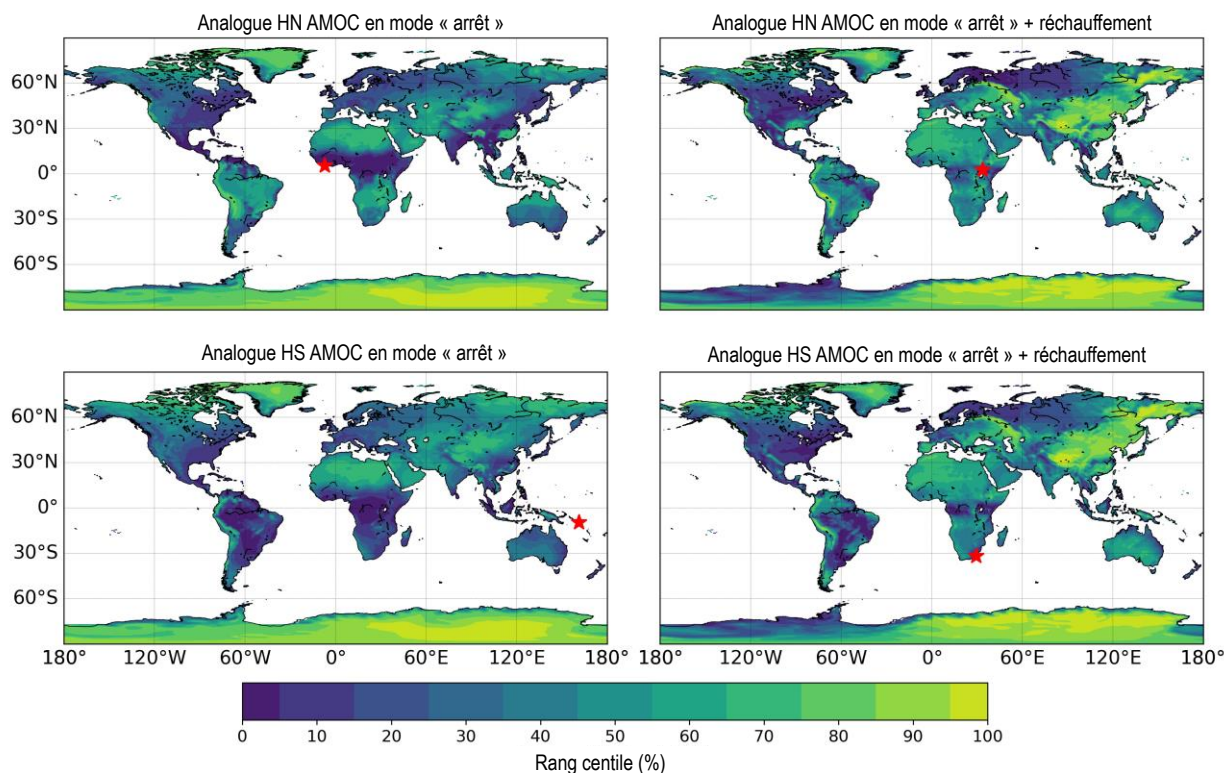 Analogue HN AMOC en mode « arrêt »
Analogue HN AMOC en mode « arrêt » + réchauffement
60°N
30°N
0°
30°S
60°S
Analogue HS AMOC en mode « arrêt »
Analogue HS AMOC en mode « arrêt » + réchauffement
60°N
30°N
0°
30°S
60°S
180° 120°W 60°W 0° 60°E 120°E 180°
180° 120°W 60°W 0° 60°E 120°E 180°
0 10 20 30 40 50 60 70 80 90 100
Rang centile (%)